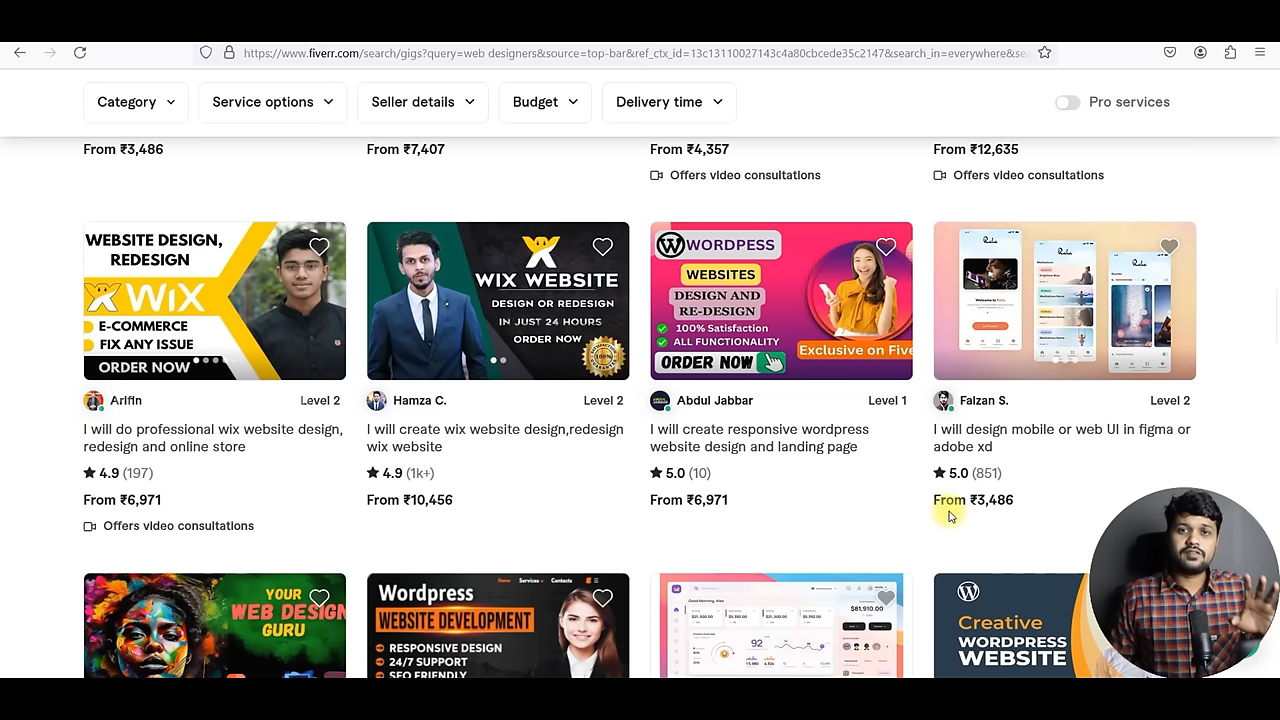 https://www.fiverr.com/search/gigs?query=web designers&source=top-bar&ref_ctx_id=13c13110027143c4a80cbcede35c2147&search_in=everywhere&se
Category
Service options
Seller details
Budget
Delivery time
Pro services
From ₹3,486
From ₹7,407
From ₹4,357
From ₹12,635
Offers video consultations
Offers video consultations
WEBSITE DESIGN,
REDESIGN
WiX
E-COMMERCE
FIX ANY ISSUE
ORDER NOW
WIX WEBSITE
DESIGN OR REDESIGN
IN JUST 24 HOURS
ORDER NOW
100%
WORDPESS
WEBSITES
DESIGN AND
RE-DESIGN
100% Satisfaction
ALL FUNCTIONALITY
ORDER NOW
Exclusive on Five
Arifin
Level 2
Hamza C.
Level 2
Abdul Jabbar
Level 1
Faizan S.
Level 2
I will do professional wix website design,
redesign and online store
I will create wix website design,redesign
wix website
I will create responsive wordpress
website design and landing page
I will design mobile or web UI in figma or
adobe xd
4.9 (197)
4.9 (1k+)
5.0 (10)
5.0 (851)
From ₹6,971
From ₹10,456
From ₹6,971
From ₹3,486
Offers video consultations
YOUR
WEB DESIGN
GURU
Home Services Contacts
Wordpress
WEBSITE DEVELOPMENT
RESPONSIVE DESIGN
24/7 SUPPORT
SEO FRIENDLY
$81,910.00
92
Creative
WORDPRESS
WEBSITE